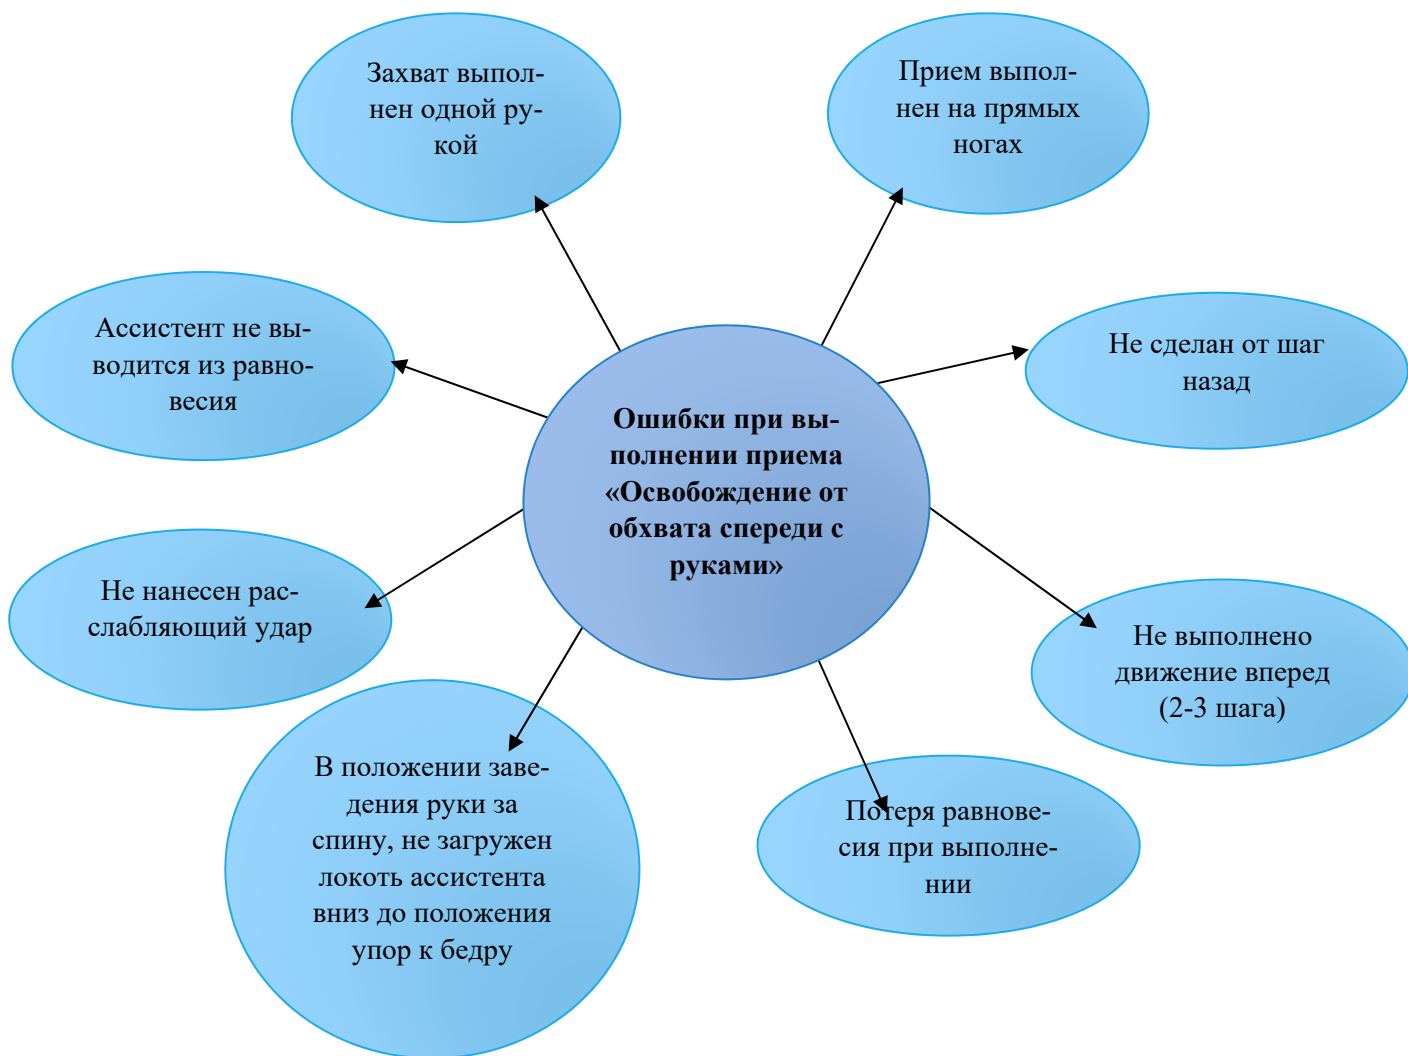 Захват выпол-
нен одной ру-
кой
Прием выпол-
нен на прямых
ногах
Ассистент не вы-
водится из равно-
весия
Не сделан от шаг
назад
Ошибки при вы-
полнении приема
«Освобождение от
обхвата спереди с
руками»
Не нанесен рас-
слабляющий удар
Не выполнено
движение вперед
(2-3 шага)
В положении заве-
дения руки за
спину, не загружен
локоть ассистента
вниз до положения
упор к бедру
Потеря равнове-
сия при выполне-
нии